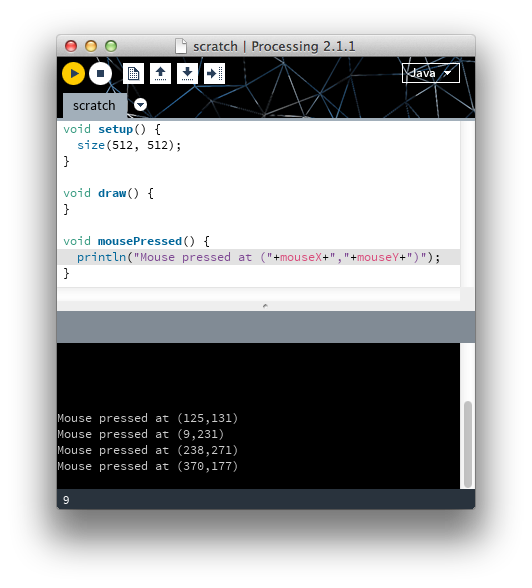 scratch | Processing 2.1.1
Java
scratch
void setup() {
  size(512, 512);
}
void draw() {
}
void mousePressed() {
  println("Mouse pressed at ("+mouseX+","+mouseY+")");
}
Mouse pressed at (125,131)
Mouse pressed at (9,231)
Mouse pressed at (238,271)
Mouse pressed at (370,177)
9